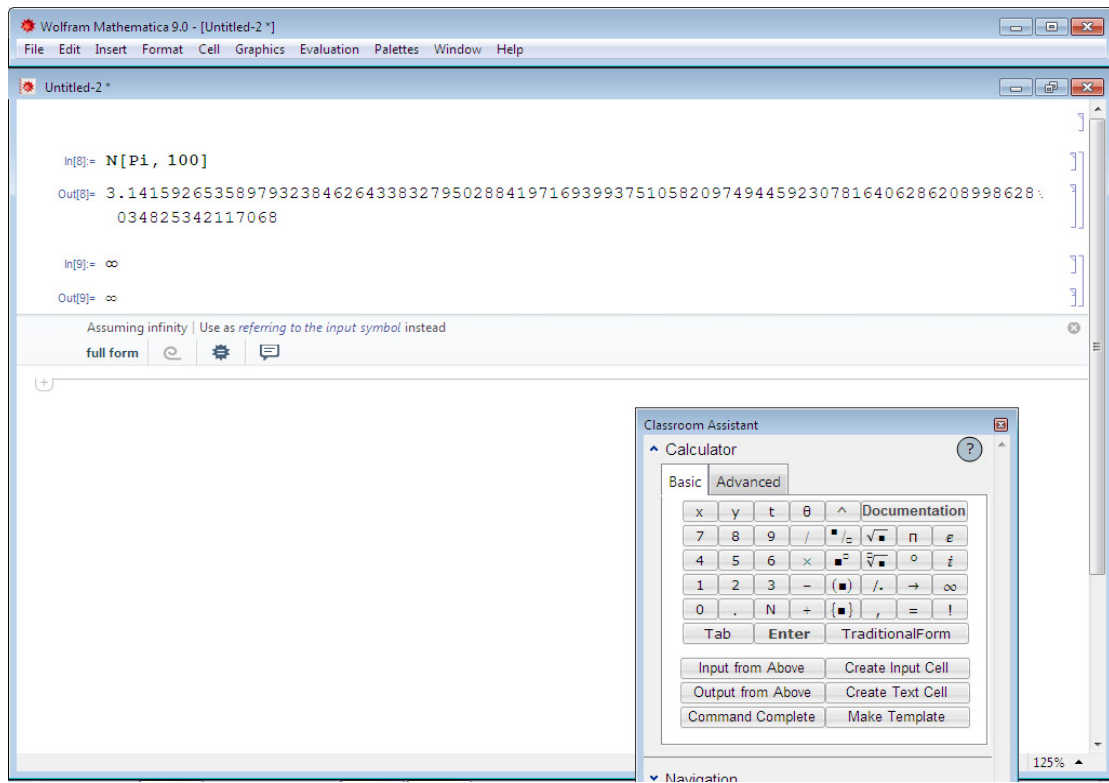 Wolfram Mathematica 9.0 - [Untitled-2 *]
File Edit Insert Format Cell Graphics Evaluation Palettes Window Help
Untitled-2 *
In[8]:= N[Pi, 100]
Out[8]= 3.14159265358979323846264338327950288419716939937510582097494459230781640628620899 8628
034825342117068
In[9]:= ∞
Out[9]= ∞
Assuming infinity | Use as referring to the input symbol instead
full form
Classroom Assistant
Calculator
?
Basic Advanced
x y t θ ^ Documentation
7 8 9 / ■/□ √■ π e
4 5 6 × ■□ □√■ ° i
1 2 3 − (■) /. → ∞
0 . N + {■} , = !
Tab Enter TraditionalForm
Input from Above Create Input Cell
Output from Above Create Text Cell
Command Complete Make Template
Navigation
125%